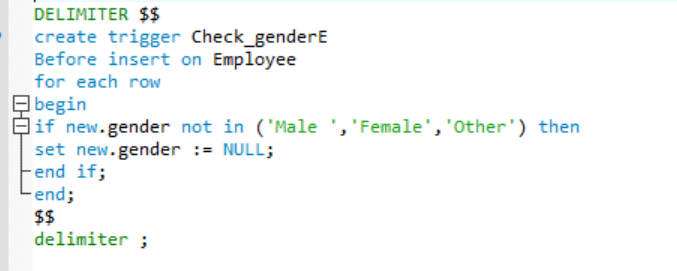 DELIMITER $$
create trigger Check_genderE
Before insert on Employee
for each row
begin
if new.gender not in ('Male ','Female','Other') then
set new.gender := NULL;
end if;
end;
$$
delimiter ;